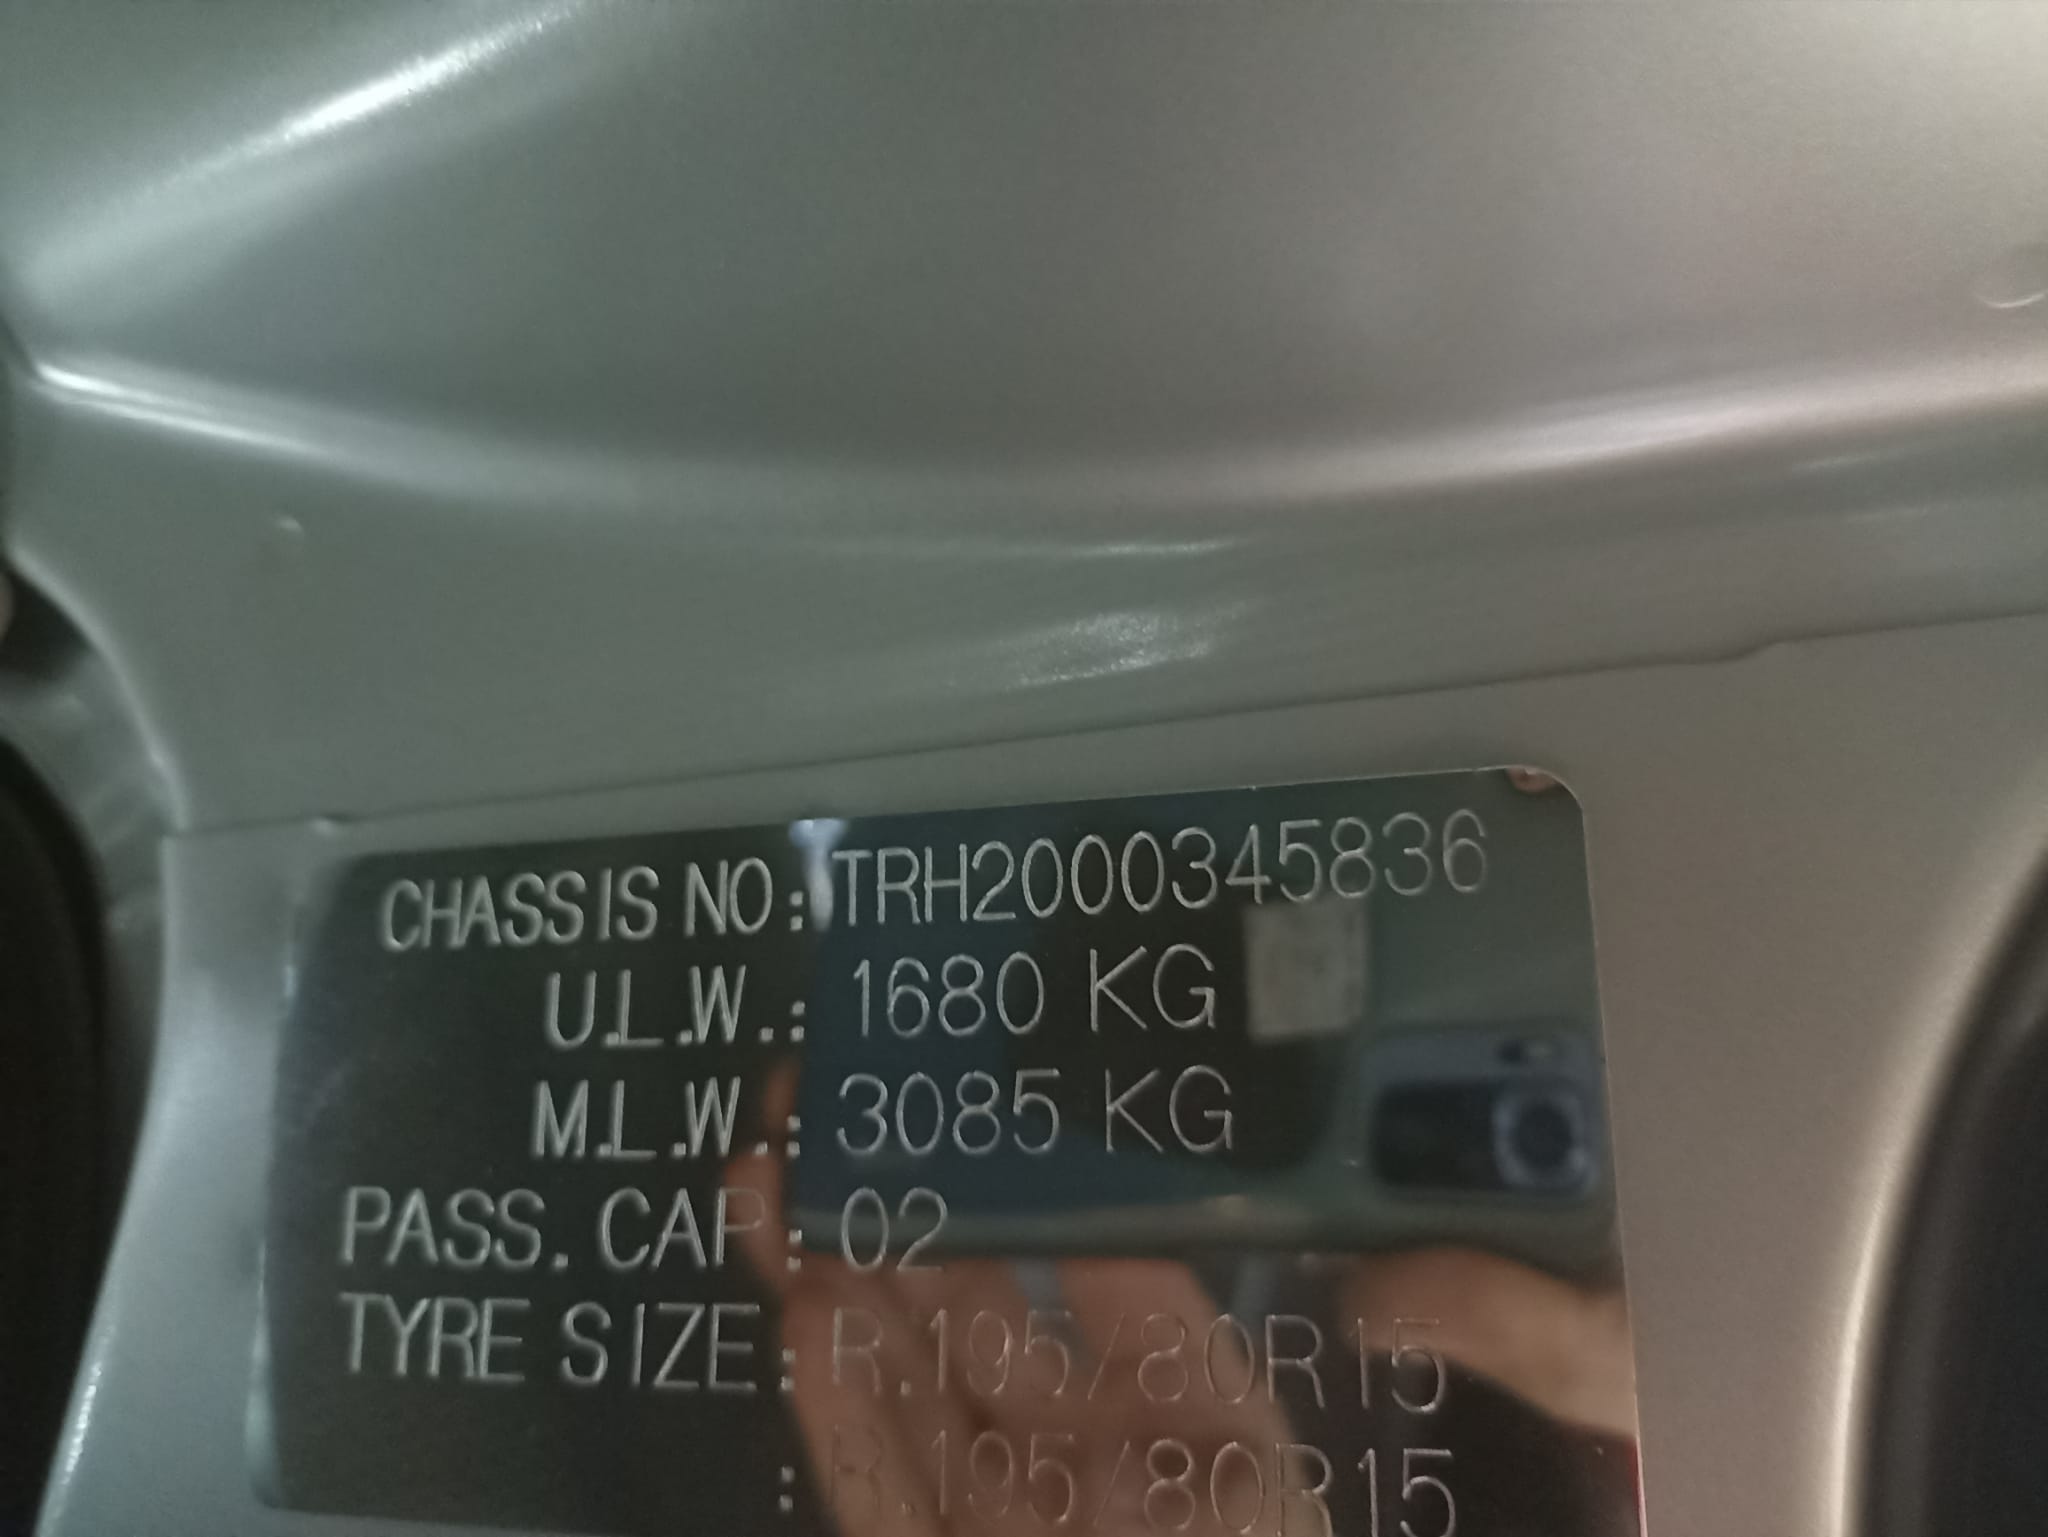 CHASSIS NO: TRH2000345836
U.L.W.: 1680 KG
M.L.W.: 3085 KG
PASS. CAP: 02
TYRE SIZE: R.195/80R15
: R.195/80R15